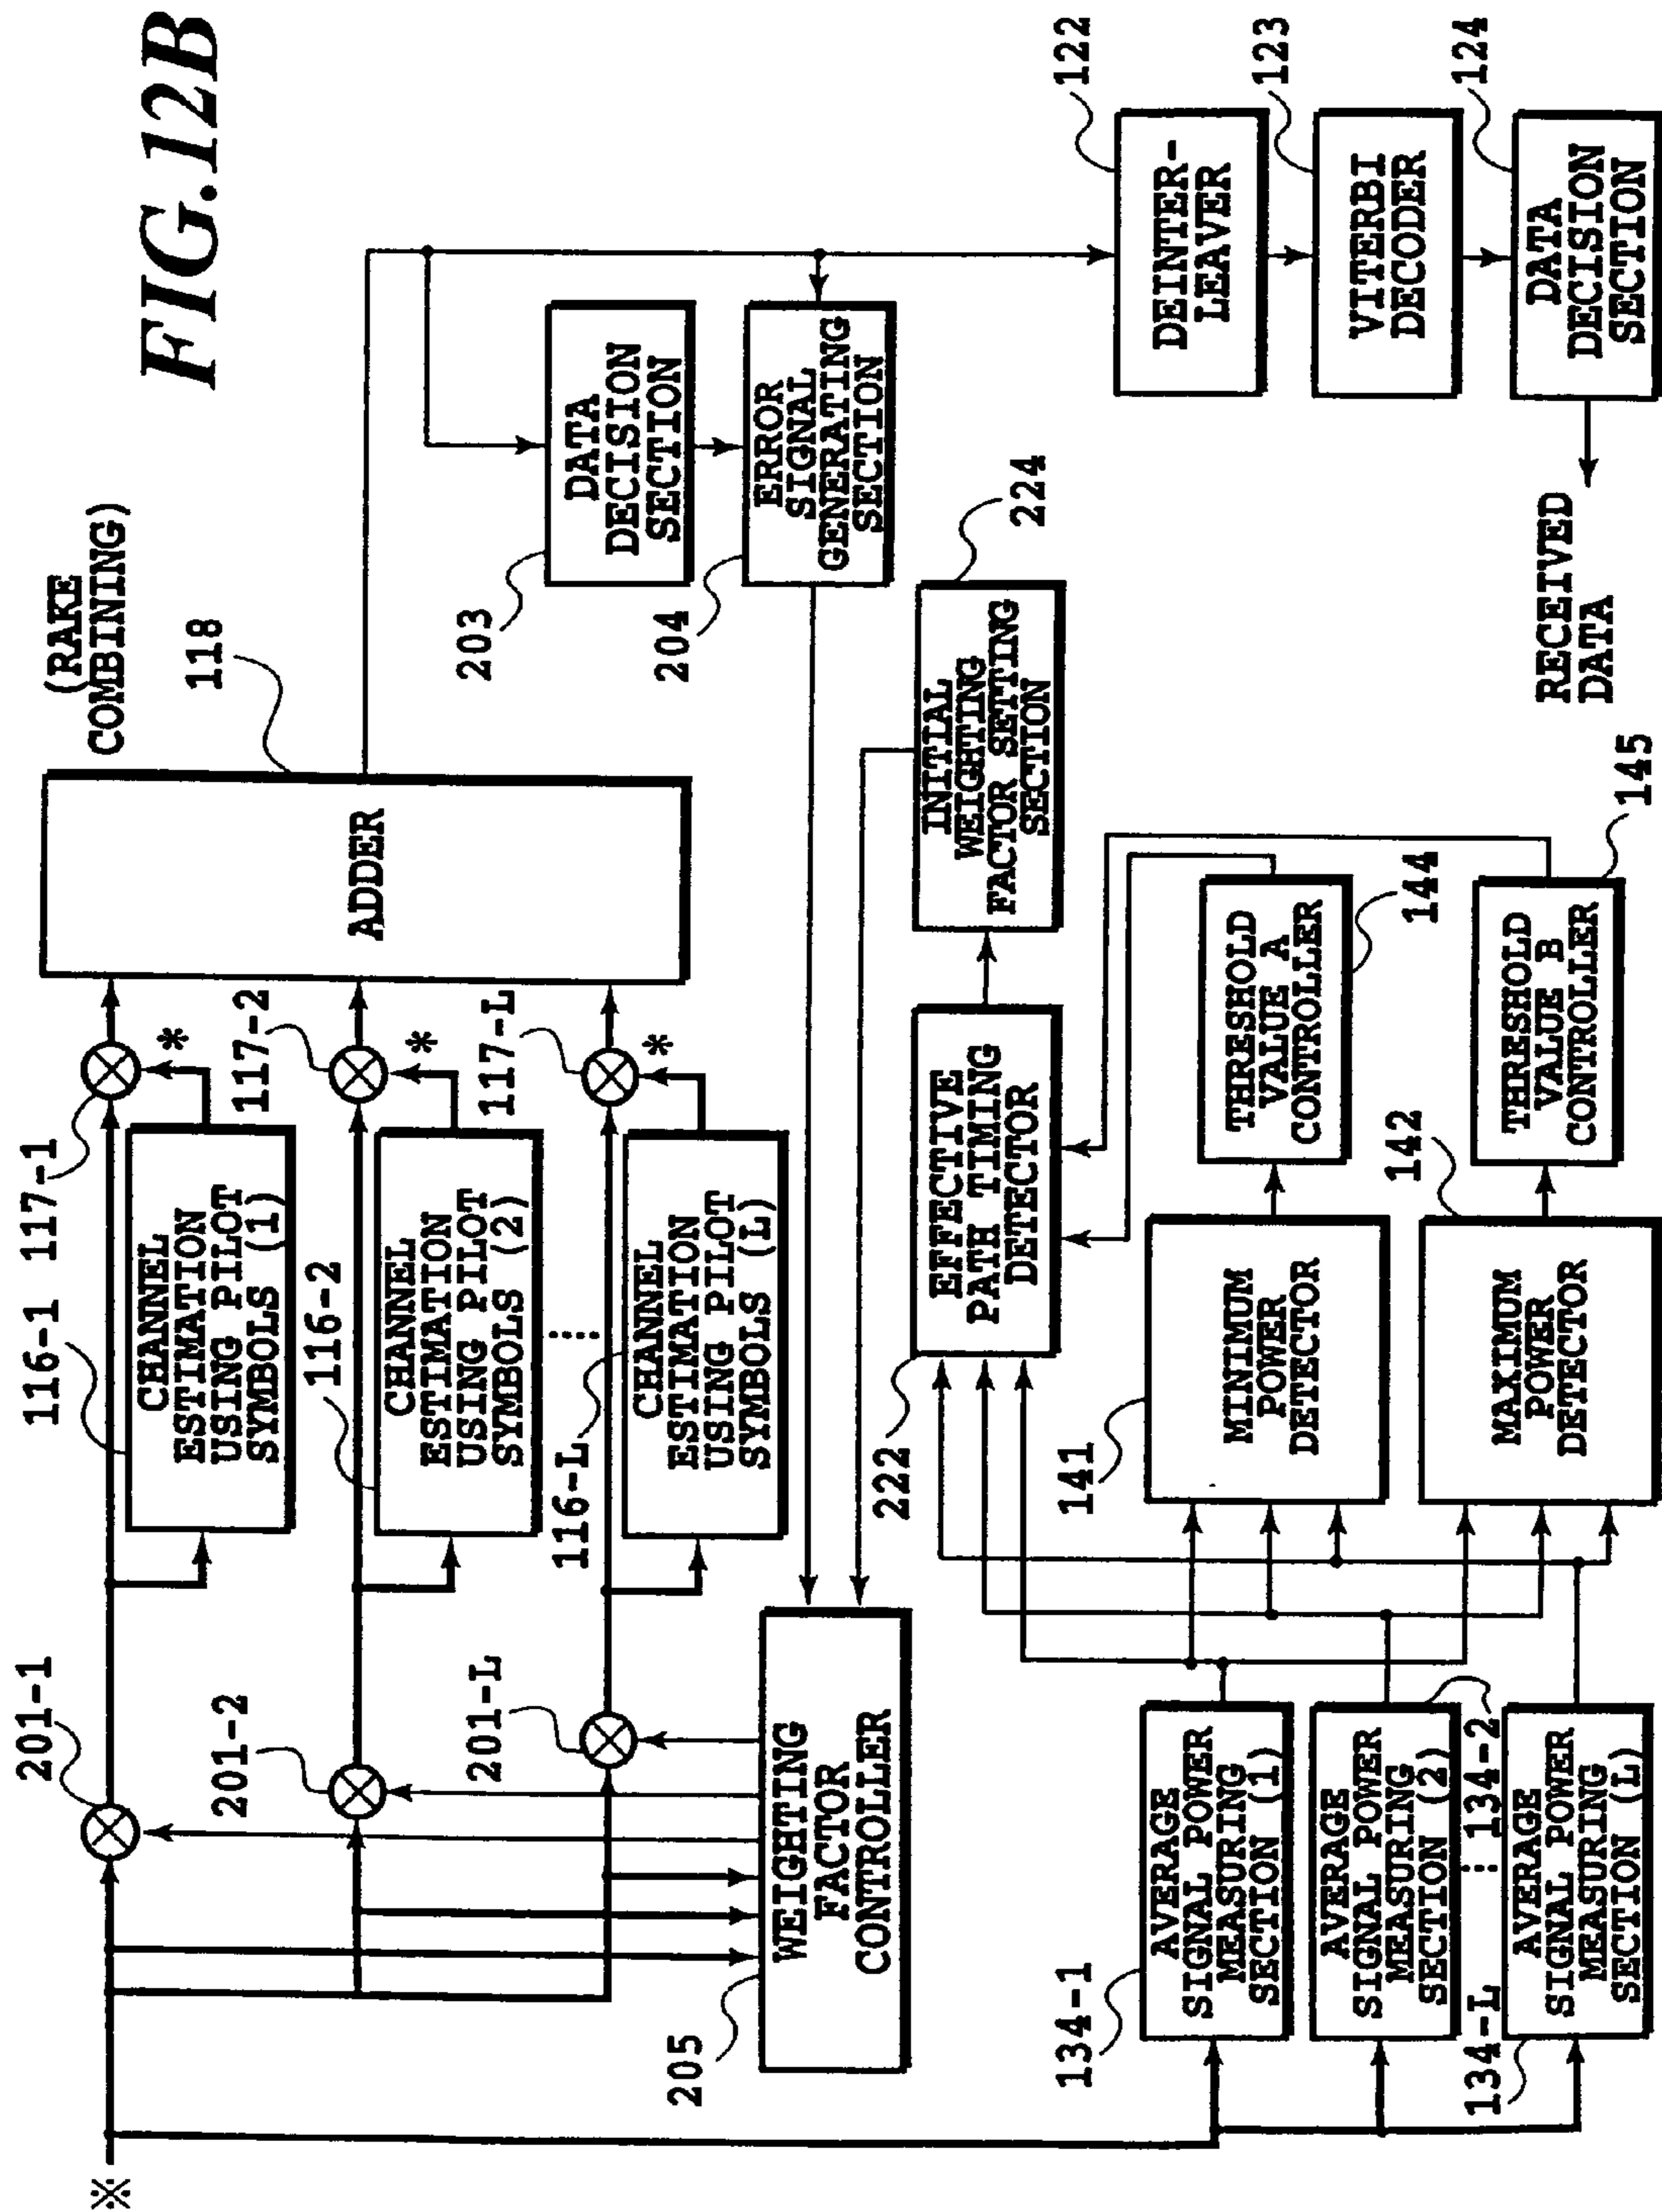 FIG.12B
※
201-1
201-2
201-L
116-1
117-1
CHANNEL
ESTIMATION
USING PILOT
SYMBOLS (1)
*
116-2
117-2
CHANNEL
ESTIMATION
USING PILOT
SYMBOLS (2)
*
116-L
117-L
CHANNEL
ESTIMATION
USING PILOT
SYMBOLS (L)
*
ADDER
118
(RAKE
COMBINING)
205
WEIGHTING
FACTOR
CONTROLLER
203
DATA
DECISION
SECTION
204
ERROR
SIGNAL
GENERATING
SECTION
222
EFFECTIVE
PATH TIMING
DETECTOR
224
INITIAL
WEIGHTING
FACTOR SETTING
SECTION
134-1
AVERAGE
SIGNAL POWER
MEASURING
SECTION (1)
AVERAGE
SIGNAL POWER
MEASURING
SECTION (2)
134-2
134-L
AVERAGE
SIGNAL POWER
MEASURING
SECTION (L)
141
MINIMUM
POWER
DETECTOR
142
MAXIMUM
POWER
DETECTOR
THRESHOLD
VALUE A
CONTROLLER
144
THRESHOLD
VALUE B
CONTROLLER
145
DEINTER-
LEAVER
122
VITERBI
DECODER
123
DATA
DECISION
SECTION
124
RECEIVED
DATA